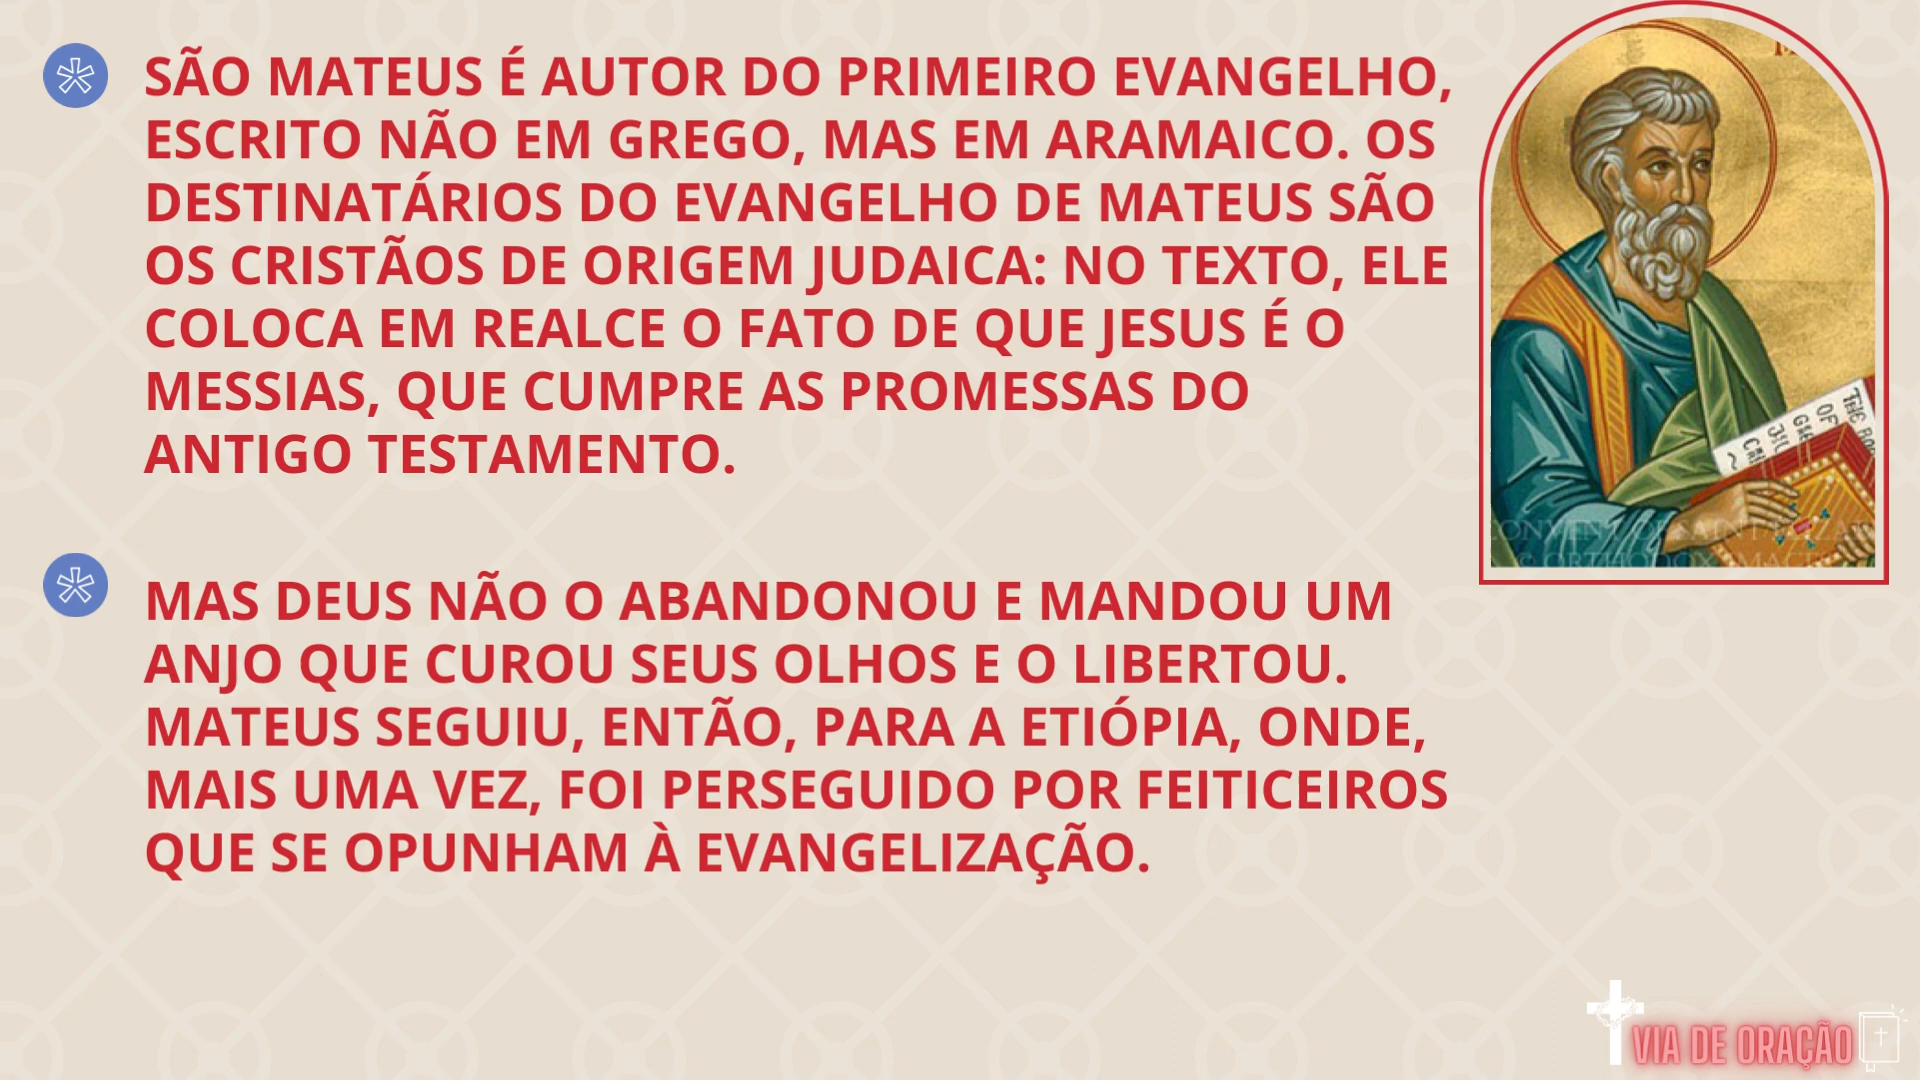 SÃO MATEUS É AUTOR DO PRIMEIRO EVANGELHO,
ESCRITO NÃO EM GREGO, MAS EM ARAMAICO. OS
DESTINATÁRIOS DO EVANGELHO DE MATEUS SÃO
OS CRISTÃOS DE ORIGEM JUDAICA: NO TEXTO, ELE
COLOCA EM REALCE O FATO DE QUE JESUS É O
MESSIAS, QUE CUMPRE AS PROMESSAS DO
ANTIGO TESTAMENTO.
MAS DEUS NÃO O ABANDONOU E MANDOU UM
ANJO QUE CUROU SEUS OLHOS E O LIBERTOU.
MATEUS SEGUIU, ENTÃO, PARA A ETIÓPIA, ONDE,
MAIS UMA VEZ, FOI PERSEGUIDO POR FEITICEIROS
QUE SE OPUNHAM À EVANGELIZAÇÃO.
THE
OF
VIA DE ORAÇÃO